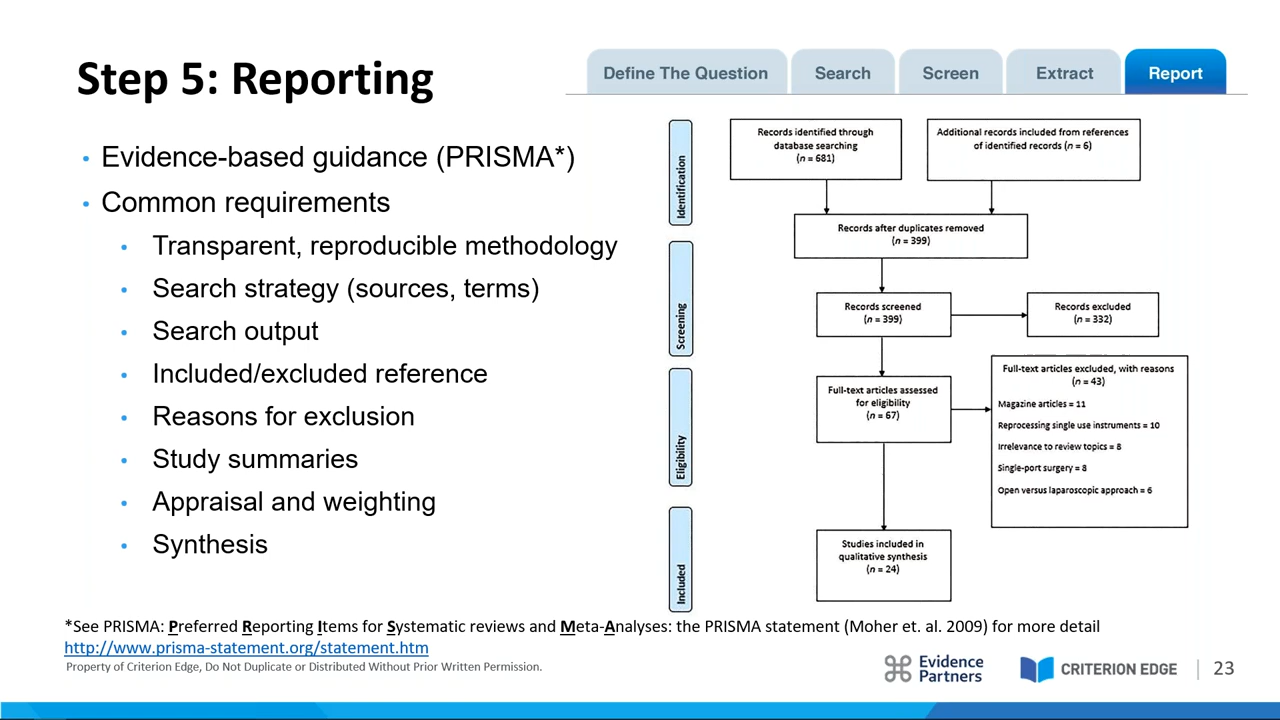 Step 5: Reporting
Define The Question
Search
Screen
Extract
Report
• Evidence-based guidance (PRISMA*)
• Common requirements
• Transparent, reproducible methodology
• Search strategy (sources, terms)
• Search output
• Included/excluded reference
• Reasons for exclusion
• Study summaries
• Appraisal and weighting
• Synthesis
Identification
Records identified through
database searching
(n = 681)
Additional records included from references
of identified records (n = 6)
Records after duplicates removed
(n = 399)
Screening
Records screened
(n = 399)
Records excluded
(n = 332)
Eligibility
Full-text articles assessed
for eligibility
(n = 67)
Full-text articles excluded, with reasons
(n = 43)
Magazine articles = 11
Reprocessing single use instruments = 10
Irrelevance to review topics = 8
Single-port surgery = 8
Open versus laparoscopic approach = 6
Included
Studies included in
qualitative synthesis
(n = 24)
*See PRISMA: Preferred Reporting Items for Systematic reviews and Meta-Analyses: the PRISMA statement (Moher et. al. 2009) for more detail
http://www.prisma-statement.org/statement.htm
Property of Criterion Edge, Do Not Duplicate or Distributed Without Prior Written Permission.
Evidence
Partners
CRITERION EDGE
23